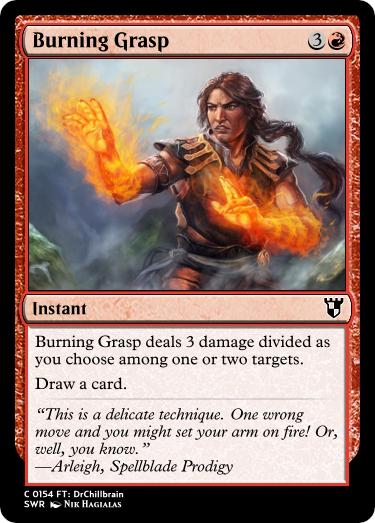 Burning Grasp 3
Instant
Burning Grasp deals 3 damage divided as
you choose among one or two targets.
Draw a card.
“This is a delicate technique. One wrong
move and you might set your arm on fire! Or,
well, you know.”
—Arleigh, Spellblade Prodigy
C 0154 FT: DrChillbrain
SWR Nik Hagialas